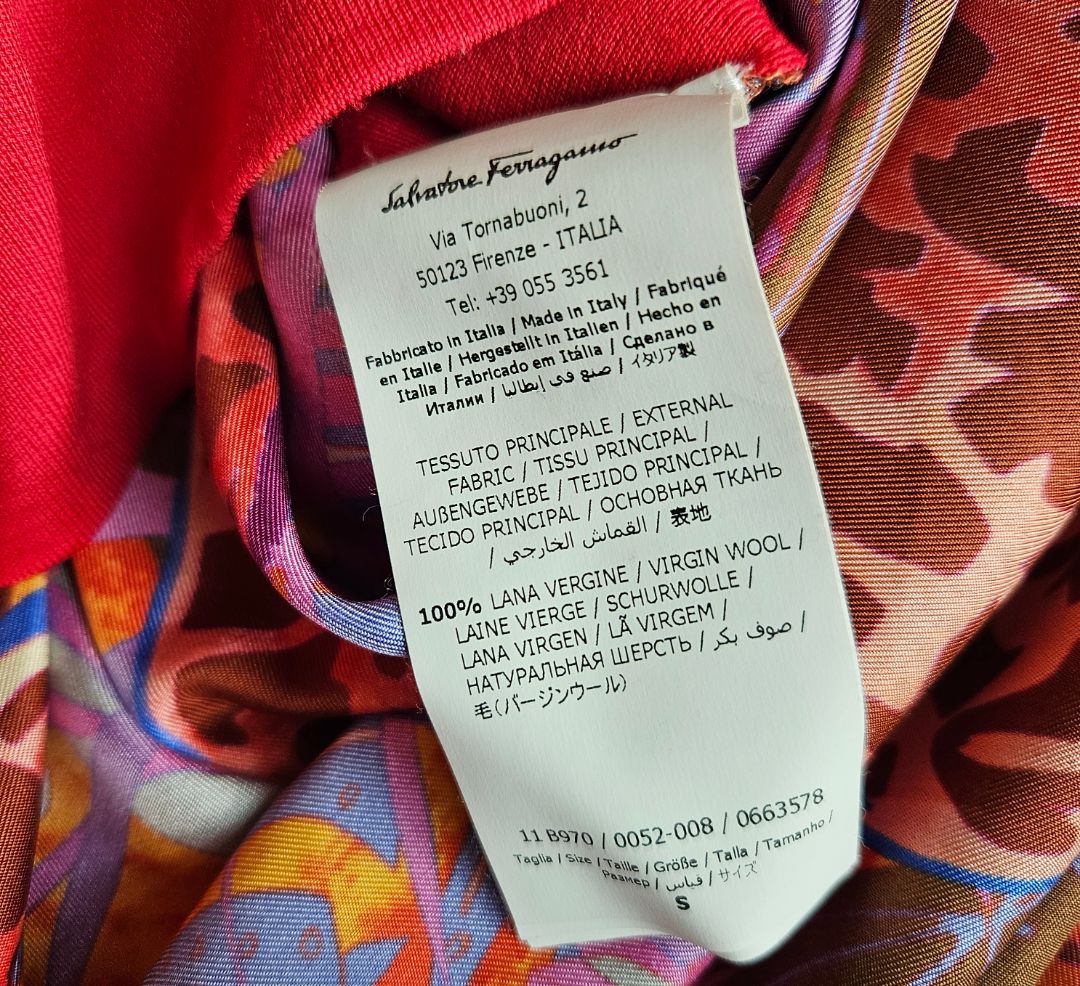 Salvatore Ferragamo
Via Tornabuoni, 2
50123 Firenze - ITALIA
Tel: +39 055 3561
Fabbricato in Italia / Made in Italy / Fabriqué
en Italie / Hergestellt in Italien / Hecho en
Italia / Fabricado em Itália / Сделано в
Италии / صنع في إيطاليا / イタリア製
TESSUTO PRINCIPALE / EXTERNAL
FABRIC / TISSU PRINCIPAL /
AUßENGEWEBE / TEJIDO PRINCIPAL /
TECIDO PRINCIPAL / ОСНОВНАЯ ТКАНЬ
/ القماش الخارجي / 表地
100% LANA VERGINE / VIRGIN WOOL /
LAINE VIERGE / SCHURWOLLE /
LANA VIRGEN / LÃ VIRGEM /
НАТУРАЛЬНАЯ ШЕРСТЬ / صوف بكر /
毛(バージンウール)
11 B970 / 0052-008 / 0663578
Taglia / Size / Taille / Größe / Talla / Tamanho /
Размер / قياس / サイズ
S